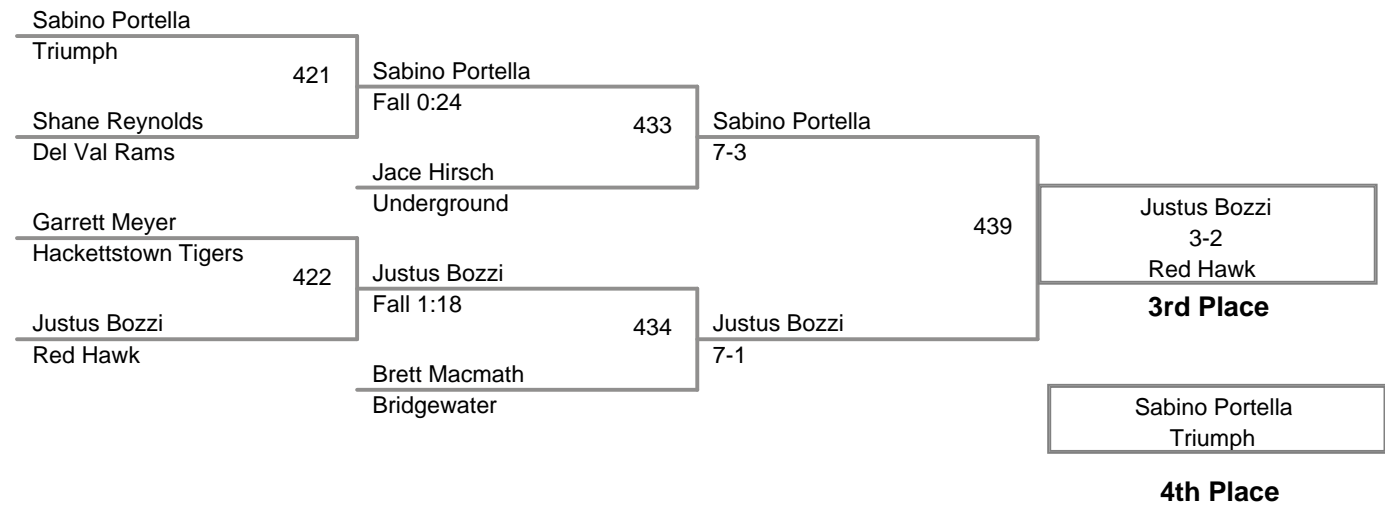 Sabino Portella
Triumph
421
Sabino Portella
Fall 0:24
Shane Reynolds
Del Val Rams
433
Sabino Portella
7-3
Jace Hirsch
Underground
Garrett Meyer
Hackettstown Tigers
422
Justus Bozzi
Fall 1:18
Justus Bozzi
Red Hawk
434
Justus Bozzi
7-1
Brett Macmath
Bridgewater
439
Justus Bozzi
3-2
Red Hawk
3rd Place
Sabino Portella
Triumph
4th Place